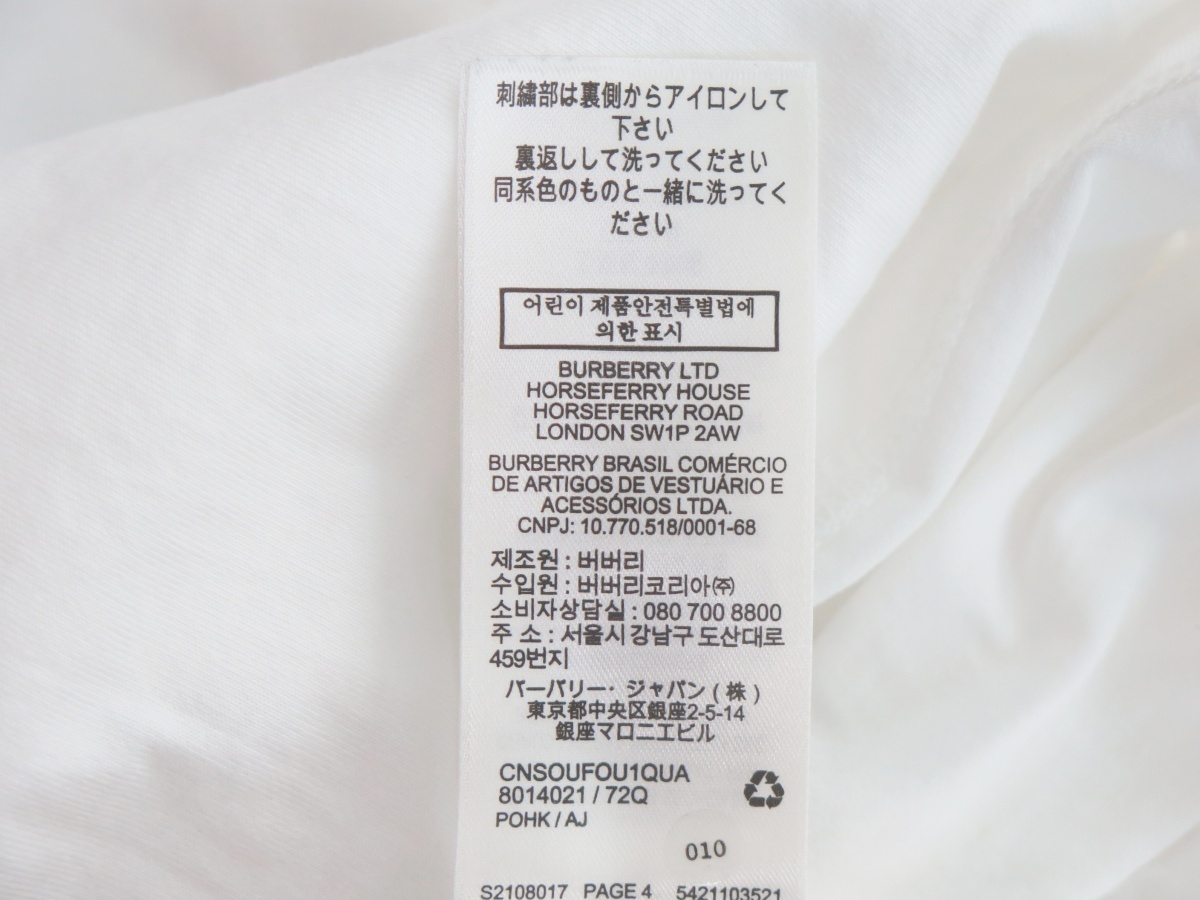 刺繍部は裏側からアイロンして
下さい
裏返しして洗ってください
同系色のものと一緒に洗ってく
ださい
어린이 제품안전특별법에
의한 표시
BURBERRY LTD
HORSEFERRY HOUSE
HORSEFERRY ROAD
LONDON SW1P 2AW
BURBERRY BRASIL COMÉRCIO
DE ARTIGOS DE VESTUÁRIO E
ACESSÓRIOS LTDA.
CNPJ: 10.770.518/0001-68
제조원 : 버버리
수입원 : 버버리코리아㈜
소비자상담실 : 080 700 8800
주 소 : 서울시 강남구 도산대로
459번지
バーバリー・ジャパン ( 株 )
東京都中央区銀座2-5-14
銀座マロニエビル
CNSOUFOU1QUA
8014021 / 72Q
POHK / AJ
010
S2108017 PAGE 4 5421103521